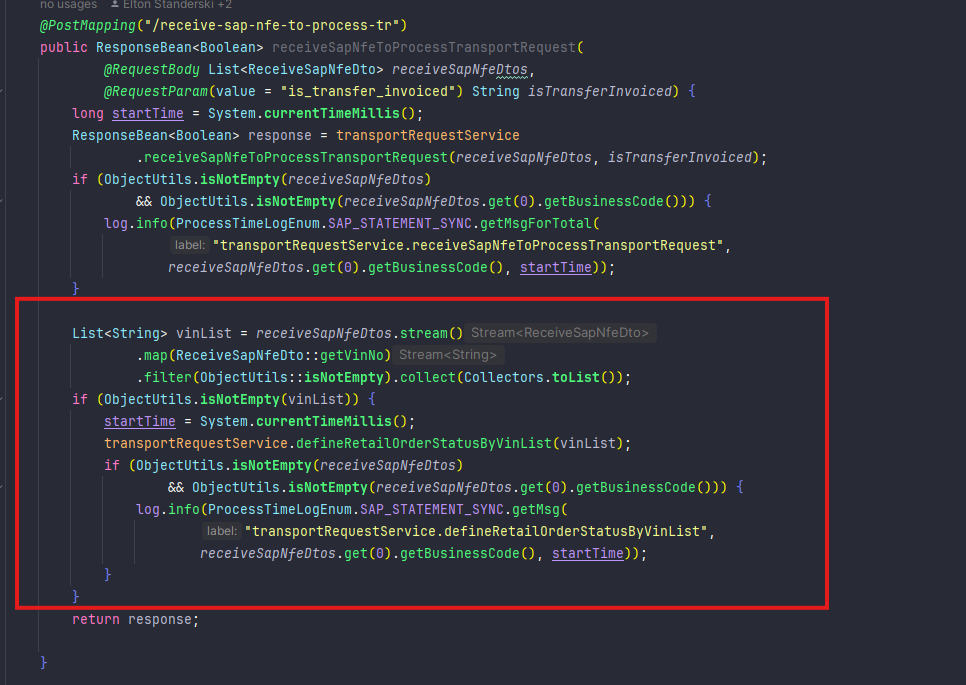 no usages Elton Standerski +2
@PostMapping("/receive-sap-nfe-to-process-tr")
public ResponseBean<Boolean> receiveSapNfeToProcessTransportRequest(
@RequestBody List<ReceiveSapNfeDto> receiveSapNfeDtos,
@RequestParam(value = "is_transfer_invoiced") String isTransferInvoiced) {
long startTime = System.currentTimeMillis();
ResponseBean<Boolean> response = transportRequestService
.receiveSapNfeToProcessTransportRequest(receiveSapNfeDtos, isTransferInvoiced);
if (ObjectUtils.isNotEmpty(receiveSapNfeDtos)
&& ObjectUtils.isNotEmpty(receiveSapNfeDtos.get(0).getBusinessCode())) {
log.info(ProcessTimeLogEnum.SAP_STATEMENT_SYNC.getMsgForTotal(
label: "transportRequestService.receiveSapNfeToProcessTransportRequest",
receiveSapNfeDtos.get(0).getBusinessCode(), startTime));
}
List<String> vinList = receiveSapNfeDtos.stream() Stream<ReceiveSapNfeDto>
.map(ReceiveSapNfeDto::getVinNo) Stream<String>
.filter(ObjectUtils::isNotEmpty).collect(Collectors.toList());
if (ObjectUtils.isNotEmpty(vinList)) {
startTime = System.currentTimeMillis();
transportRequestService.defineRetailOrderStatusByVinList(vinList);
if (ObjectUtils.isNotEmpty(receiveSapNfeDtos)
&& ObjectUtils.isNotEmpty(receiveSapNfeDtos.get(0).getBusinessCode())) {
log.info(ProcessTimeLogEnum.SAP_STATEMENT_SYNC.getMsg(
label: "transportRequestService.defineRetailOrderStatusByVinList",
receiveSapNfeDtos.get(0).getBusinessCode(), startTime));
}
}
return response;
}